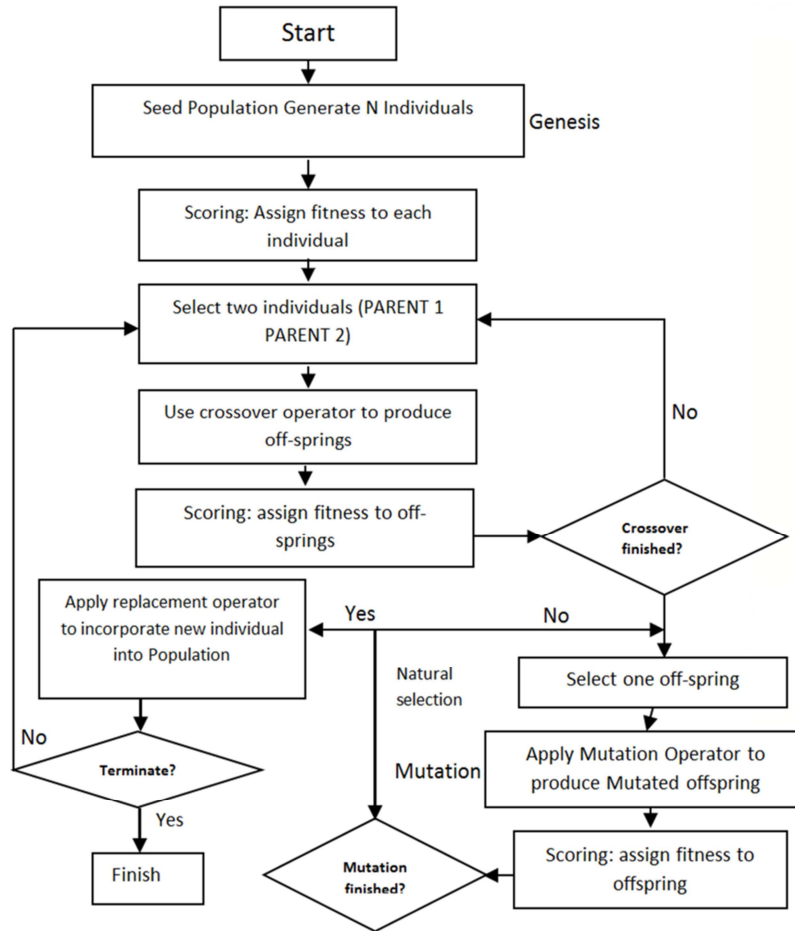 Start
Seed Population Generate N Individuals
Genesis
Scoring: Assign fitness to each
individual
Select two individuals (PARENT 1
PARENT 2)
Use crossover operator to produce
off-springs
No
Scoring: assign fitness to off-
springs
Crossover
finished?
Apply replacement operator
to incorporate new individual
into Population
Yes
No
Natural
selection
Select one off-spring
No
Terminate?
Mutation
Apply Mutation Operator to
produce Mutated offspring
Yes
Finish
Mutation
finished?
Scoring: assign fitness to
offspring